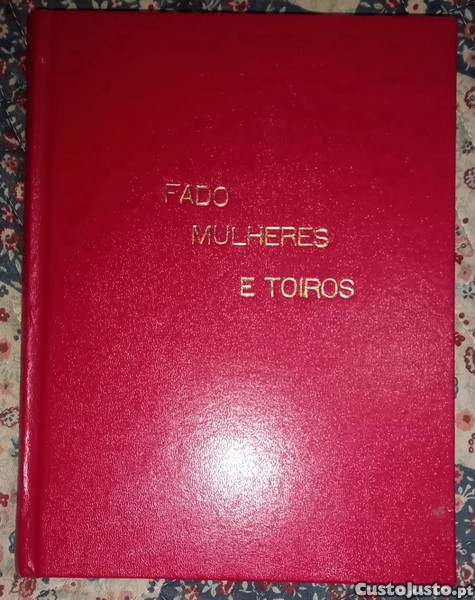 FADO
MULHERES
E TOIROS
CustoJusto.pt